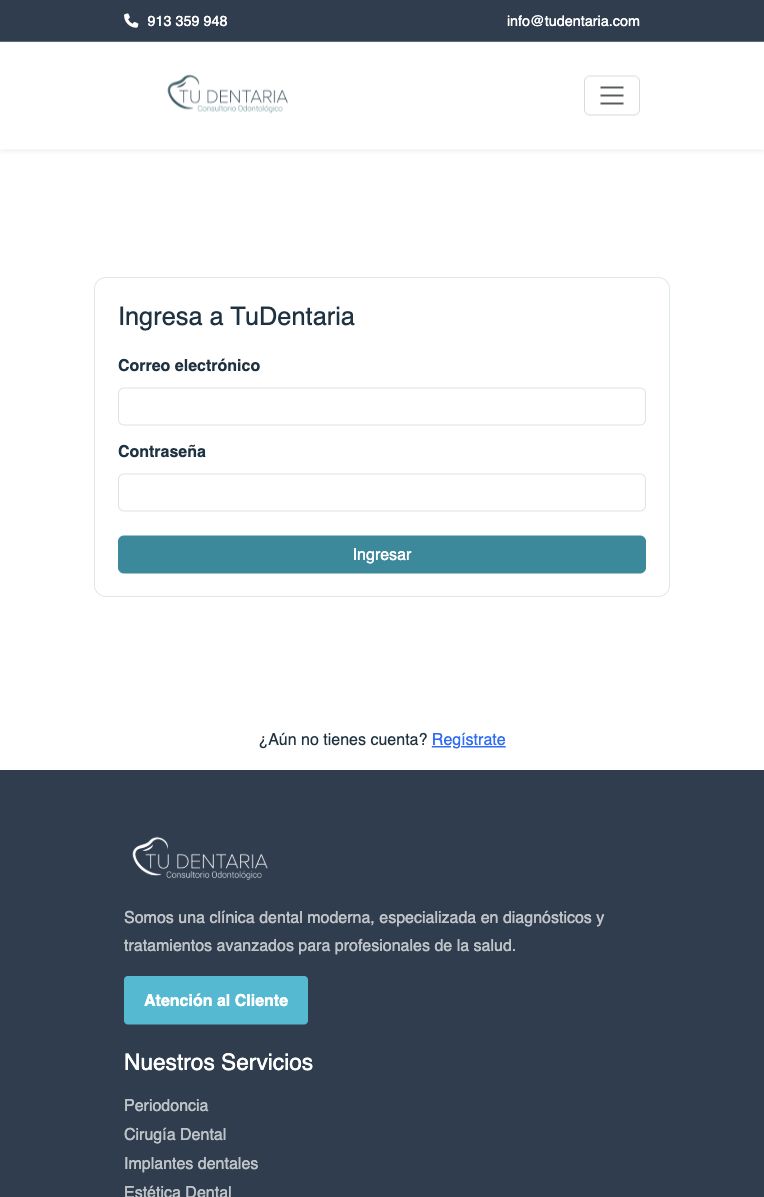 913 359 948
info@tudentaria.com
TU DENTARIA
Consultorio Odontológico
Ingresa a TuDentaria
Correo electrónico
Contraseña
Ingresar
¿Aún no tienes cuenta? Regístrate
TU DENTARIA
Consultorio Odontológico
Somos una clínica dental moderna, especializada en diagnósticos y
tratamientos avanzados para profesionales de la salud.
Atención al Cliente
Nuestros Servicios
Periodoncia
Cirugía Dental
Implantes dentales
Estética Dental